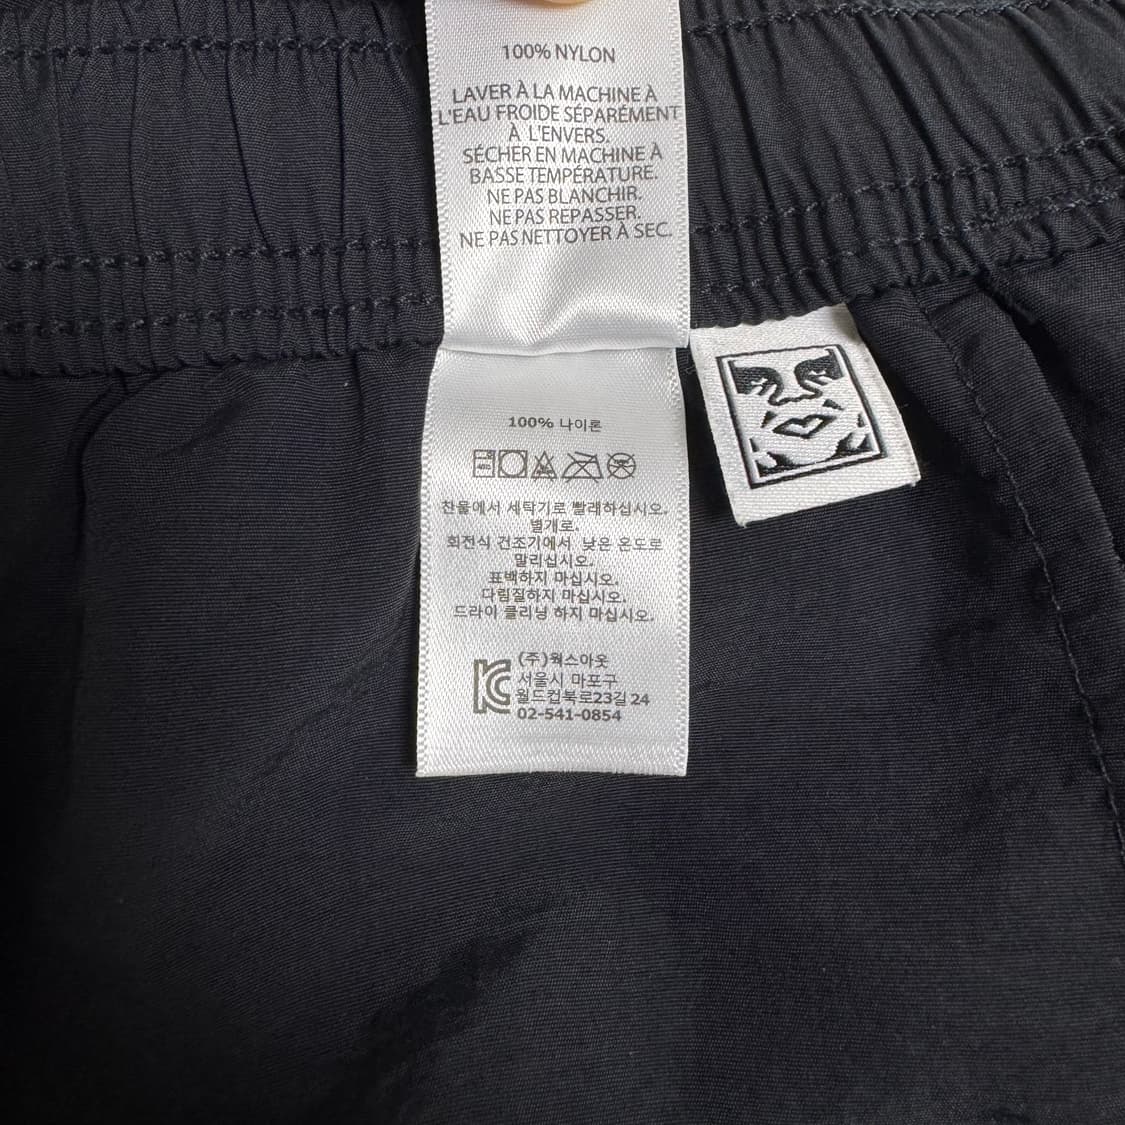 100% NYLON
LAVER À LA MACHINE À
L'EAU FROIDE SÉPARÉMENT
À L'ENVERS.
SÉCHER EN MACHINE À
BASSE TEMPÉRATURE.
NE PAS BLANCHIR.
NE PAS REPASSER.
NE PAS NETTOYER À SEC.
100% 나이론
찬물에서 세탁기로 빨래하십시오.
별개로.
회전식 건조기에서 낮은 온도로
말리십시오.
표백하지 마십시오.
다림질하지 마십시오.
드라이 클리닝 하지 마십시오.
(주)웍스아웃
서울시 마포구
월드컵북로23길 24
02-541-0854